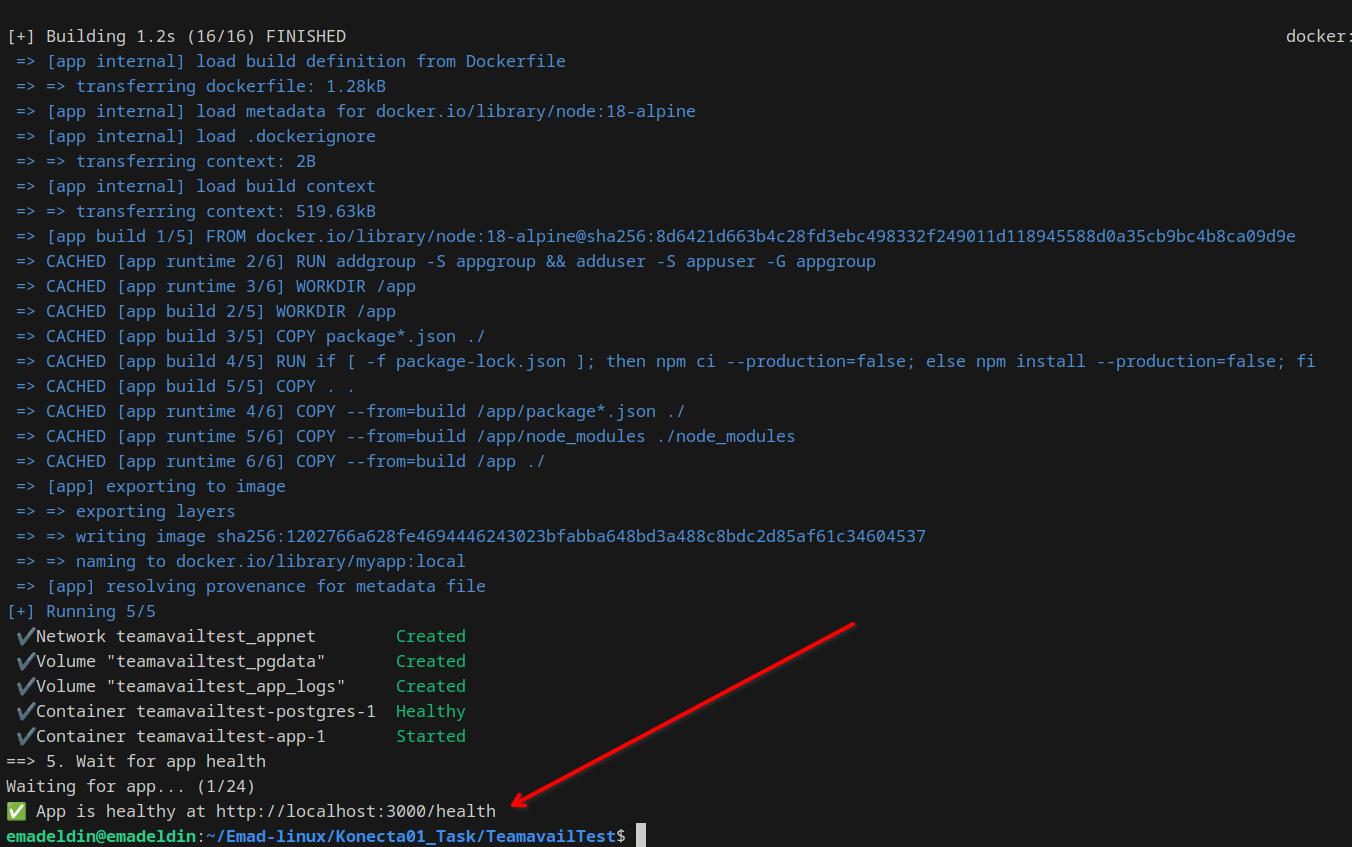 [+] Building 1.2s (16/16) FINISHED docker:
=> [app internal] load build definition from Dockerfile
=> => transferring dockerfile: 1.28kB
=> [app internal] load metadata for docker.io/library/node:18-alpine
=> [app internal] load .dockerignore
=> => transferring context: 2B
=> [app internal] load build context
=> => transferring context: 519.63kB
=> [app build 1/5] FROM docker.io/library/node:18-alpine@sha256:8d6421d663b4c28fd3ebc498332f249011d118945588d0a35cb9bc4b8ca09d9e
=> CACHED [app runtime 2/6] RUN addgroup -S appgroup && adduser -S appuser -G appgroup
=> CACHED [app runtime 3/6] WORKDIR /app
=> CACHED [app build 2/5] WORKDIR /app
=> CACHED [app build 3/5] COPY package*.json ./
=> CACHED [app build 4/5] RUN if [ -f package-lock.json ]; then npm ci --production=false; else npm install --production=false; fi
=> CACHED [app build 5/5] COPY . .
=> CACHED [app runtime 4/6] COPY --from=build /app/package*.json ./
=> CACHED [app runtime 5/6] COPY --from=build /app/node_modules ./node_modules
=> CACHED [app runtime 6/6] COPY --from=build /app ./
=> [app] exporting to image
=> => exporting layers
=> => writing image sha256:1202766a628fe4694446243023bfabba648bd3a488c8bdc2d85af61c34604537
=> => naming to docker.io/library/myapp:local
=> [app] resolving provenance for metadata file
[+] Running 5/5
✔Network teamavailtest_appnet Created
✔Volume "teamavailtest_pgdata" Created
✔Volume "teamavailtest_app_logs" Created
✔Container teamavailtest-postgres-1 Healthy
✔Container teamavailtest-app-1 Started
==> 5. Wait for app health
Waiting for app... (1/24)
✅ App is healthy at http://localhost:3000/health
emadeldin@emadeldin:~/Emad-linux/Konecta01_Task/TeamavailTest$